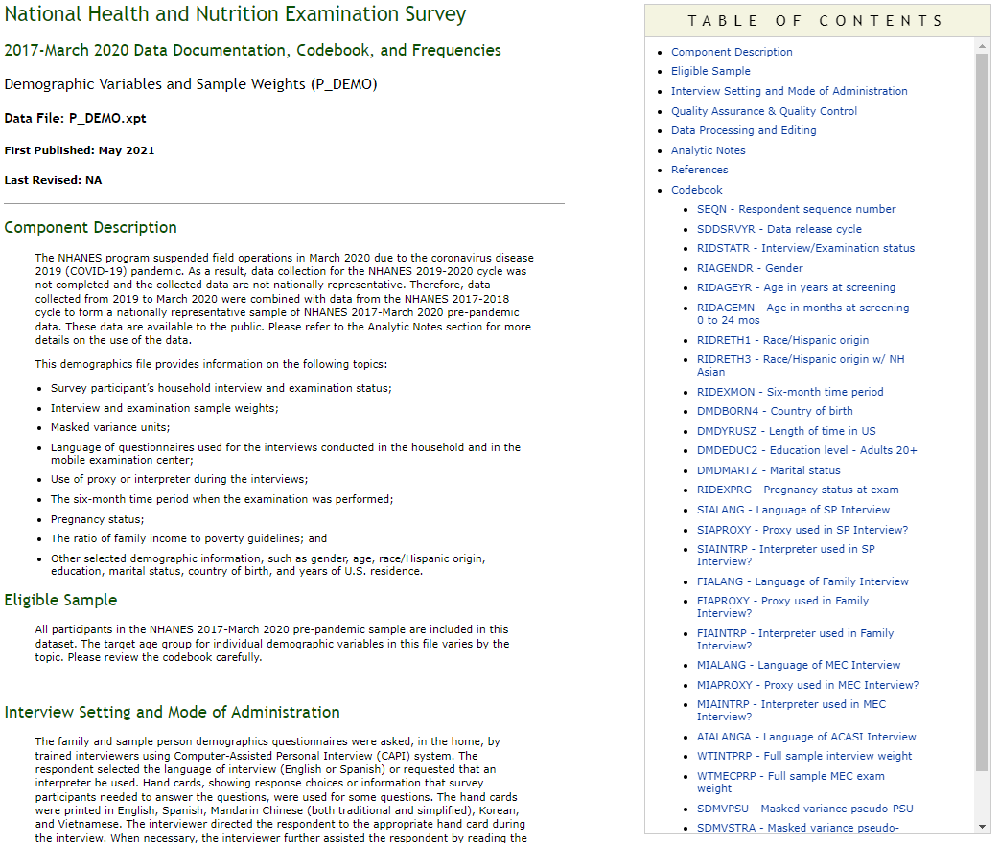 National Health and Nutrition Examination Survey
2017-March 2020 Data Documentation, Codebook, and Frequencies
Demographic Variables and Sample Weights (P_DEMO)
Data File: P_DEMO.xpt
First Published: May 2021
Last Revised: NA
Component Description
The NHANES program suspended field operations in March 2020 due to the coronavirus disease
2019 (COVID-19) pandemic. As a result, data collection for the NHANES 2019-2020 cycle was
not completed and the collected data are not nationally representative. Therefore, data
collected from 2019 to March 2020 were combined with data from the NHANES 2017-2018
cycle to form a nationally representative sample of NHANES 2017-March 2020 pre-pandemic
data. These data are available to the public. Please refer to the Analytic Notes section for more
details on the use of the data.
This demographics file provides information on the following topics:
• Survey participant's household interview and examination status;
• Interview and examination sample weights;
• Masked variance units;
• Language of questionnaires used for the interviews conducted in the household and in the
mobile examination center;
• Use of proxy or interpreter during the interviews;
• The six-month time period when the examination was performed;
• Pregnancy status;
• The ratio of family income to poverty guidelines; and
• Other selected demographic information, such as gender, age, race/Hispanic origin,
education, marital status, country of birth, and years of U.S. residence.
Eligible Sample
All participants in the NHANES 2017-March 2020 pre-pandemic sample are included in this
dataset. The target age group for individual demographic variables in this file varies by the
topic. Please review the codebook carefully.
Interview Setting and Mode of Administration
The family and sample person demographics questionnaires were asked, in the home, by
trained interviewers using Computer-Assisted Personal Interview (CAPI) system. The
respondent selected the language of interview (English or Spanish) or requested that an
interpreter be used. Hand cards, showing response choices or information that survey
participants needed to answer the questions, were used for some questions. The hand cards
were printed in English, Spanish, Mandarin Chinese (both traditional and simplified), Korean,
and Vietnamese. The interviewer directed the respondent to the appropriate hand card during
the interview. When necessary, the interviewer further assisted the respondent by reading the
TABLE OF CONTENTS
• Component Description
• Eligible Sample
• Interview Setting and Mode of Administration
• Quality Assurance & Quality Control
• Data Processing and Editing
• Analytic Notes
• References
• Codebook
• SEQN - Respondent sequence number
• SDDSRVYR - Data release cycle
• RIDSTATR - Interview/Examination status
• RIAGENDR - Gender
• RIDAGEYR - Age in years at screening
• RIDAGEMN - Age in months at screening -
0 to 24 mos
• RIDRETH1 - Race/Hispanic origin
• RIDRETH3 - Race/Hispanic origin w/ NH
Asian
• RIDEXMON - Six-month time period
• DMDBORN4 - Country of birth
• DMDYRUSZ - Length of time in US
• DMDEDUC2 - Education level - Adults 20+
• DMDMARTZ - Marital status
• RIDEXPRG - Pregnancy status at exam
• SIALANG - Language of SP Interview
• SIAPROXY - Proxy used in SP Interview?
• SIAINTRP - Interpreter used in SP
Interview?
• FIALANG - Language of Family Interview
• FIAPROXY - Proxy used in Family
Interview?
• FIAINTRP - Interpreter used in Family
Interview?
• MIALANG - Language of MEC Interview
• MIAPROXY - Proxy used in MEC Interview?
• MIAINTRP - Interpreter used in MEC
Interview?
• AIALANGA - Language of ACASI Interview
• WTINTPRP - Full sample interview weight
• WTMECPRP - Full sample MEC exam
weight
• SDMVPSU - Masked variance pseudo-PSU
• SDMVSTRA - Masked variance pseudo-